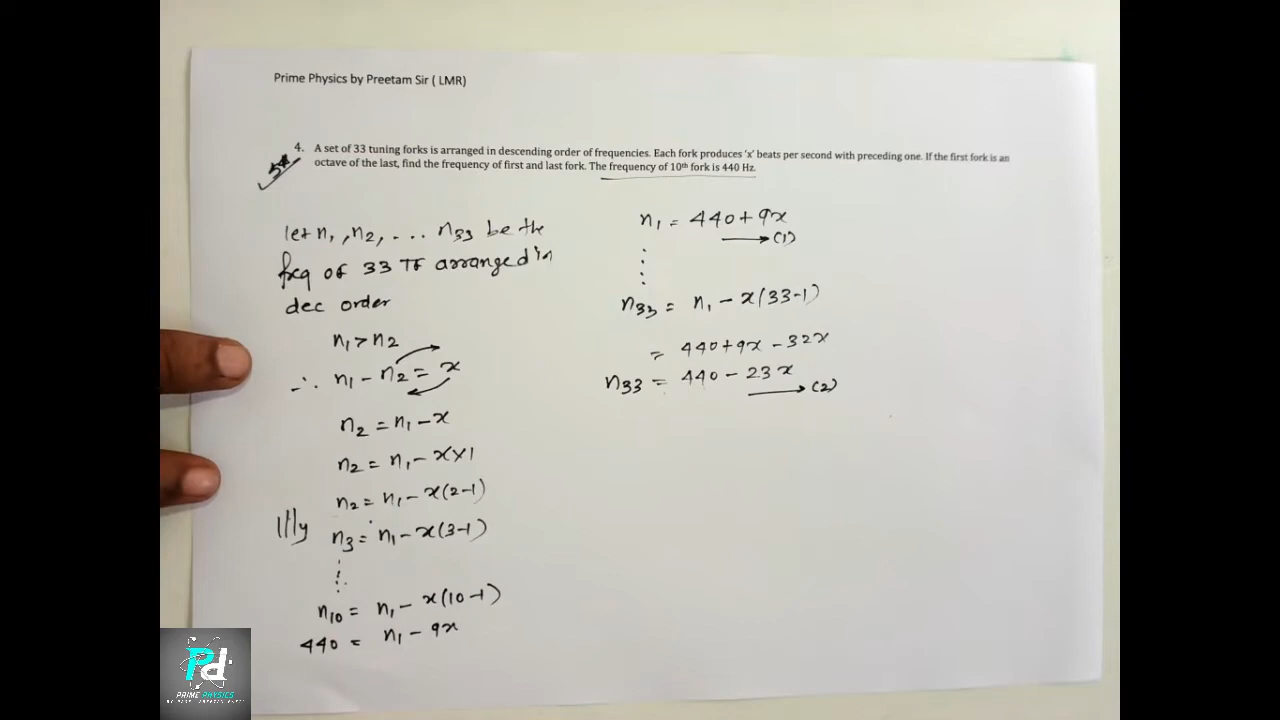 Prime Physics by Preetam Sir ( LMR)
4. A set of 33 tuning forks is arranged in descending order of frequencies. Each fork produces 'x' beats per second with preceding one. If the first fork is an
octave of the last, find the frequency of first and last fork. The frequency of 10th fork is 440 Hz.
let n₁, n₂, .... n₃₃ be the
freq of 33 TF arranged in
dec order
n₁ > n₂
∴ n₁ - n₂ = x
n₂ = n₁ - x
n₂ = n₁ - x×1
n₂ = n₁ - x(2-1)
lllly n₃ = n₁ - x(3-1)
n₁₀ = n₁ - x(10-1)
440 = n₁ - 9x
n₁ = 440 + 9x
→ (1)
n₃₃ = n₁ - x(33-1)
= 440 + 9x - 32x
n₃₃ = 440 - 23x
→ (2)
Pd
PRIME PHYSICS